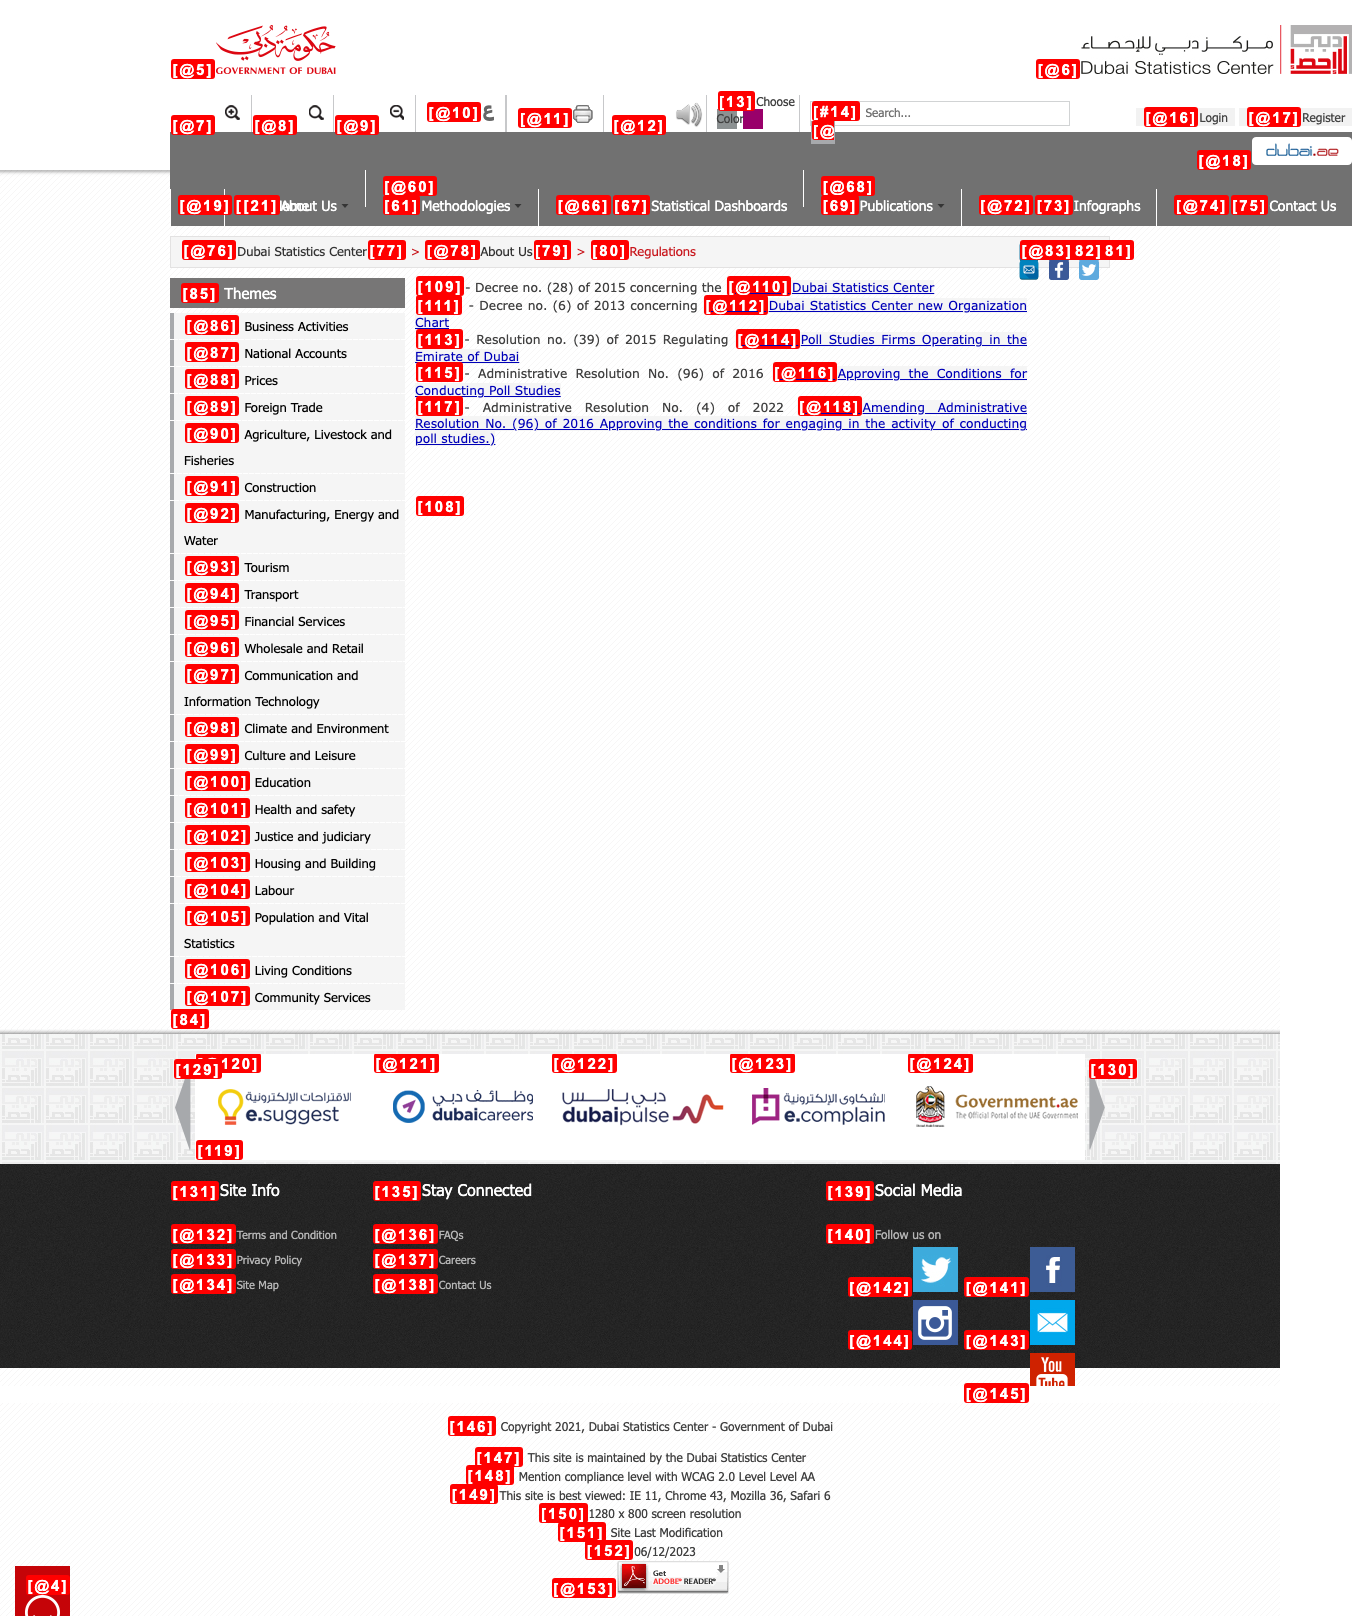 حكومة دبي
[@5] GOVERNMENT OF DUBAI
مركز دبي للإحصاء
[@6] Dubai Statistics Center
[@7]
[@8]
[@9]
[@10] ع
[@11]
[@12]
[13] Choose
Color
[#14] Search...
[@
[@16] Login
[@17] Register
[@18] dubai.ae
[@19] [[21] About Us
[@60]
[61] Methodologies
[@66] [67] Statistical Dashboards
[@68]
[69] Publications
[@72] [73] Infographs
[@74] [75] Contact Us
[@76] Dubai Statistics Center [77] > [@78] About Us [79] > [80] Regulations
[@83] 82] 81]
[85] Themes
[@86] Business Activities
[@87] National Accounts
[@88] Prices
[@89] Foreign Trade
[@90] Agriculture, Livestock and
Fisheries
[@91] Construction
[@92] Manufacturing, Energy and
Water
[@93] Tourism
[@94] Transport
[@95] Financial Services
[@96] Wholesale and Retail
[@97] Communication and
Information Technology
[@98] Climate and Environment
[@99] Culture and Leisure
[@100] Education
[@101] Health and safety
[@102] Justice and judiciary
[@103] Housing and Building
[@104] Labour
[@105] Population and Vital
Statistics
[@106] Living Conditions
[@107] Community Services
[84]
[109] - Decree no. (28) of 2015 concerning the [@110] Dubai Statistics Center
[111] - Decree no. (6) of 2013 concerning [@112] Dubai Statistics Center new Organization
Chart
[113] - Resolution no. (39) of 2015 Regulating [@114] Poll Studies Firms Operating in the
Emirate of Dubai
[115] - Administrative Resolution No. (96) of 2016 [@116] Approving the Conditions for
Conducting Poll Studies
[117] - Administrative Resolution No. (4) of 2022 [@118] Amending Administrative
Resolution No. (96) of 2016 Approving the conditions for engaging in the activity of conducting
poll studies.)
[108]
[129] 120]
[@121]
[@122]
[@123]
[@124]
[130]
الاقتراحات الإلكترونية
e.suggest
وظائف دبي
dubaicareers
دبي بالس
dubaipulse
الشكاوى الإلكترونية
e.complain
Government.ae
The Official Portal of the UAE Government
[119]
[131] Site Info
[@132] Terms and Condition
[@133] Privacy Policy
[@134] Site Map
[135] Stay Connected
[@136] FAQs
[@137] Careers
[@138] Contact Us
[139] Social Media
[140] Follow us on
[@142]
[@141]
[@144]
[@143]
You
Tube
[@145]
[146] Copyright 2021, Dubai Statistics Center - Government of Dubai
[147] This site is maintained by the Dubai Statistics Center
[148] Mention compliance level with WCAG 2.0 Level Level AA
[149] This site is best viewed: IE 11, Chrome 43, Mozilla 36, Safari 6
[150] 1280 x 800 screen resolution
[151] Site Last Modification
[152] 06/12/2023
[@153] Get
ADOBE® READER®
[@4]